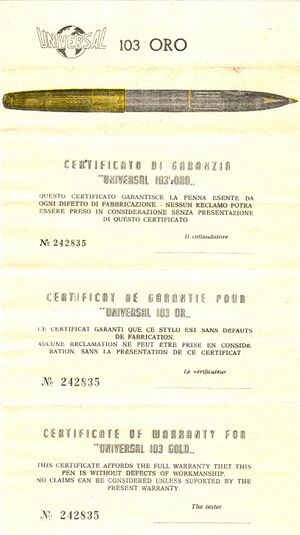 UNIVERSAL
103 ORO
CERTIFICATO DI GARANZIA
"UNIVERSAL 103 ORO„
QUESTO CERTIFICATO GARANTISCE LA PENNA ESENTE DA
OGNI DIFETTO DI FABBRICAZIONE. - NESSUN RECLAMO POTRA'
ESSERE PRESO IN CONSIDERAZIONE SENZA PRESENTAZIONE
DI QUESTO CERTIFICATO
Il collaudatore
№ 242835
CERTIFICAT DE GARANTIE POUR
"UNIVERSAL 103 OR„
CE CERTIFICAT GARANTI QUE CE STYLO EST SANS DEFAUTS
DE FABRICATION.
AUCUNE RECLAMATION NE PEUT ÊTRE PRISE EN CONSIDE
RATION. SANS LA PRESENTATION DE CE CERTIFICAT
Le vérificateur
№ 242835
CERTIFICATE OF WARRANTY FOR
"UNIVERSAL 103 GOLD„
THIS CERTIFICATE AFFORDS THE FULL WARRANTY THET THIS
PEN IS WITHOUT DEFECTS OF WORKMANSHIP.
NO CLAIMS CAN BE CONSIDERED UNLESS SUPORTED BY THE
PRESENT WARRANTY.
The tester
№ 242835